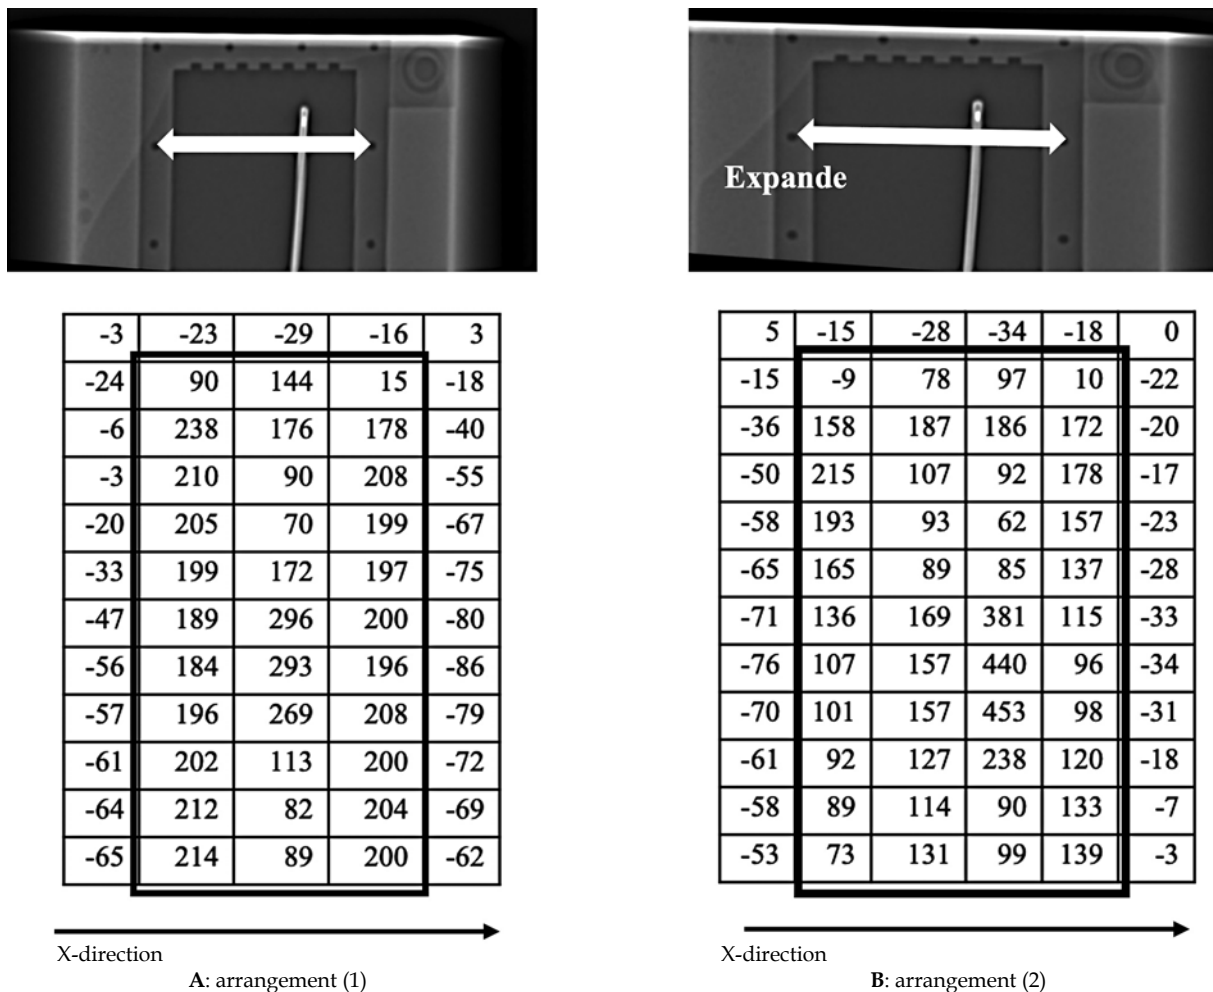 Expande
-3 -23 -29 -16 3
-24 90 144 15 -18
-6 238 176 178 -40
-3 210 90 208 -55
-20 205 70 199 -67
-33 199 172 197 -75
-47 189 296 200 -80
-56 184 293 196 -86
-57 196 269 208 -79
-61 202 113 200 -72
-64 212 82 204 -69
-65 214 89 200 -62
X-direction
A: arrangement (1)
5 -15 -28 -34 -18 0
-15 -9 78 97 10 -22
-36 158 187 186 172 -20
-50 215 107 92 178 -17
-58 193 93 62 157 -23
-65 165 89 85 137 -28
-71 136 169 381 115 -33
-76 107 157 440 96 -34
-70 101 157 453 98 -31
-61 92 127 238 120 -18
-58 89 114 90 133 -7
-53 73 131 99 139 -3
X-direction
B: arrangement (2)